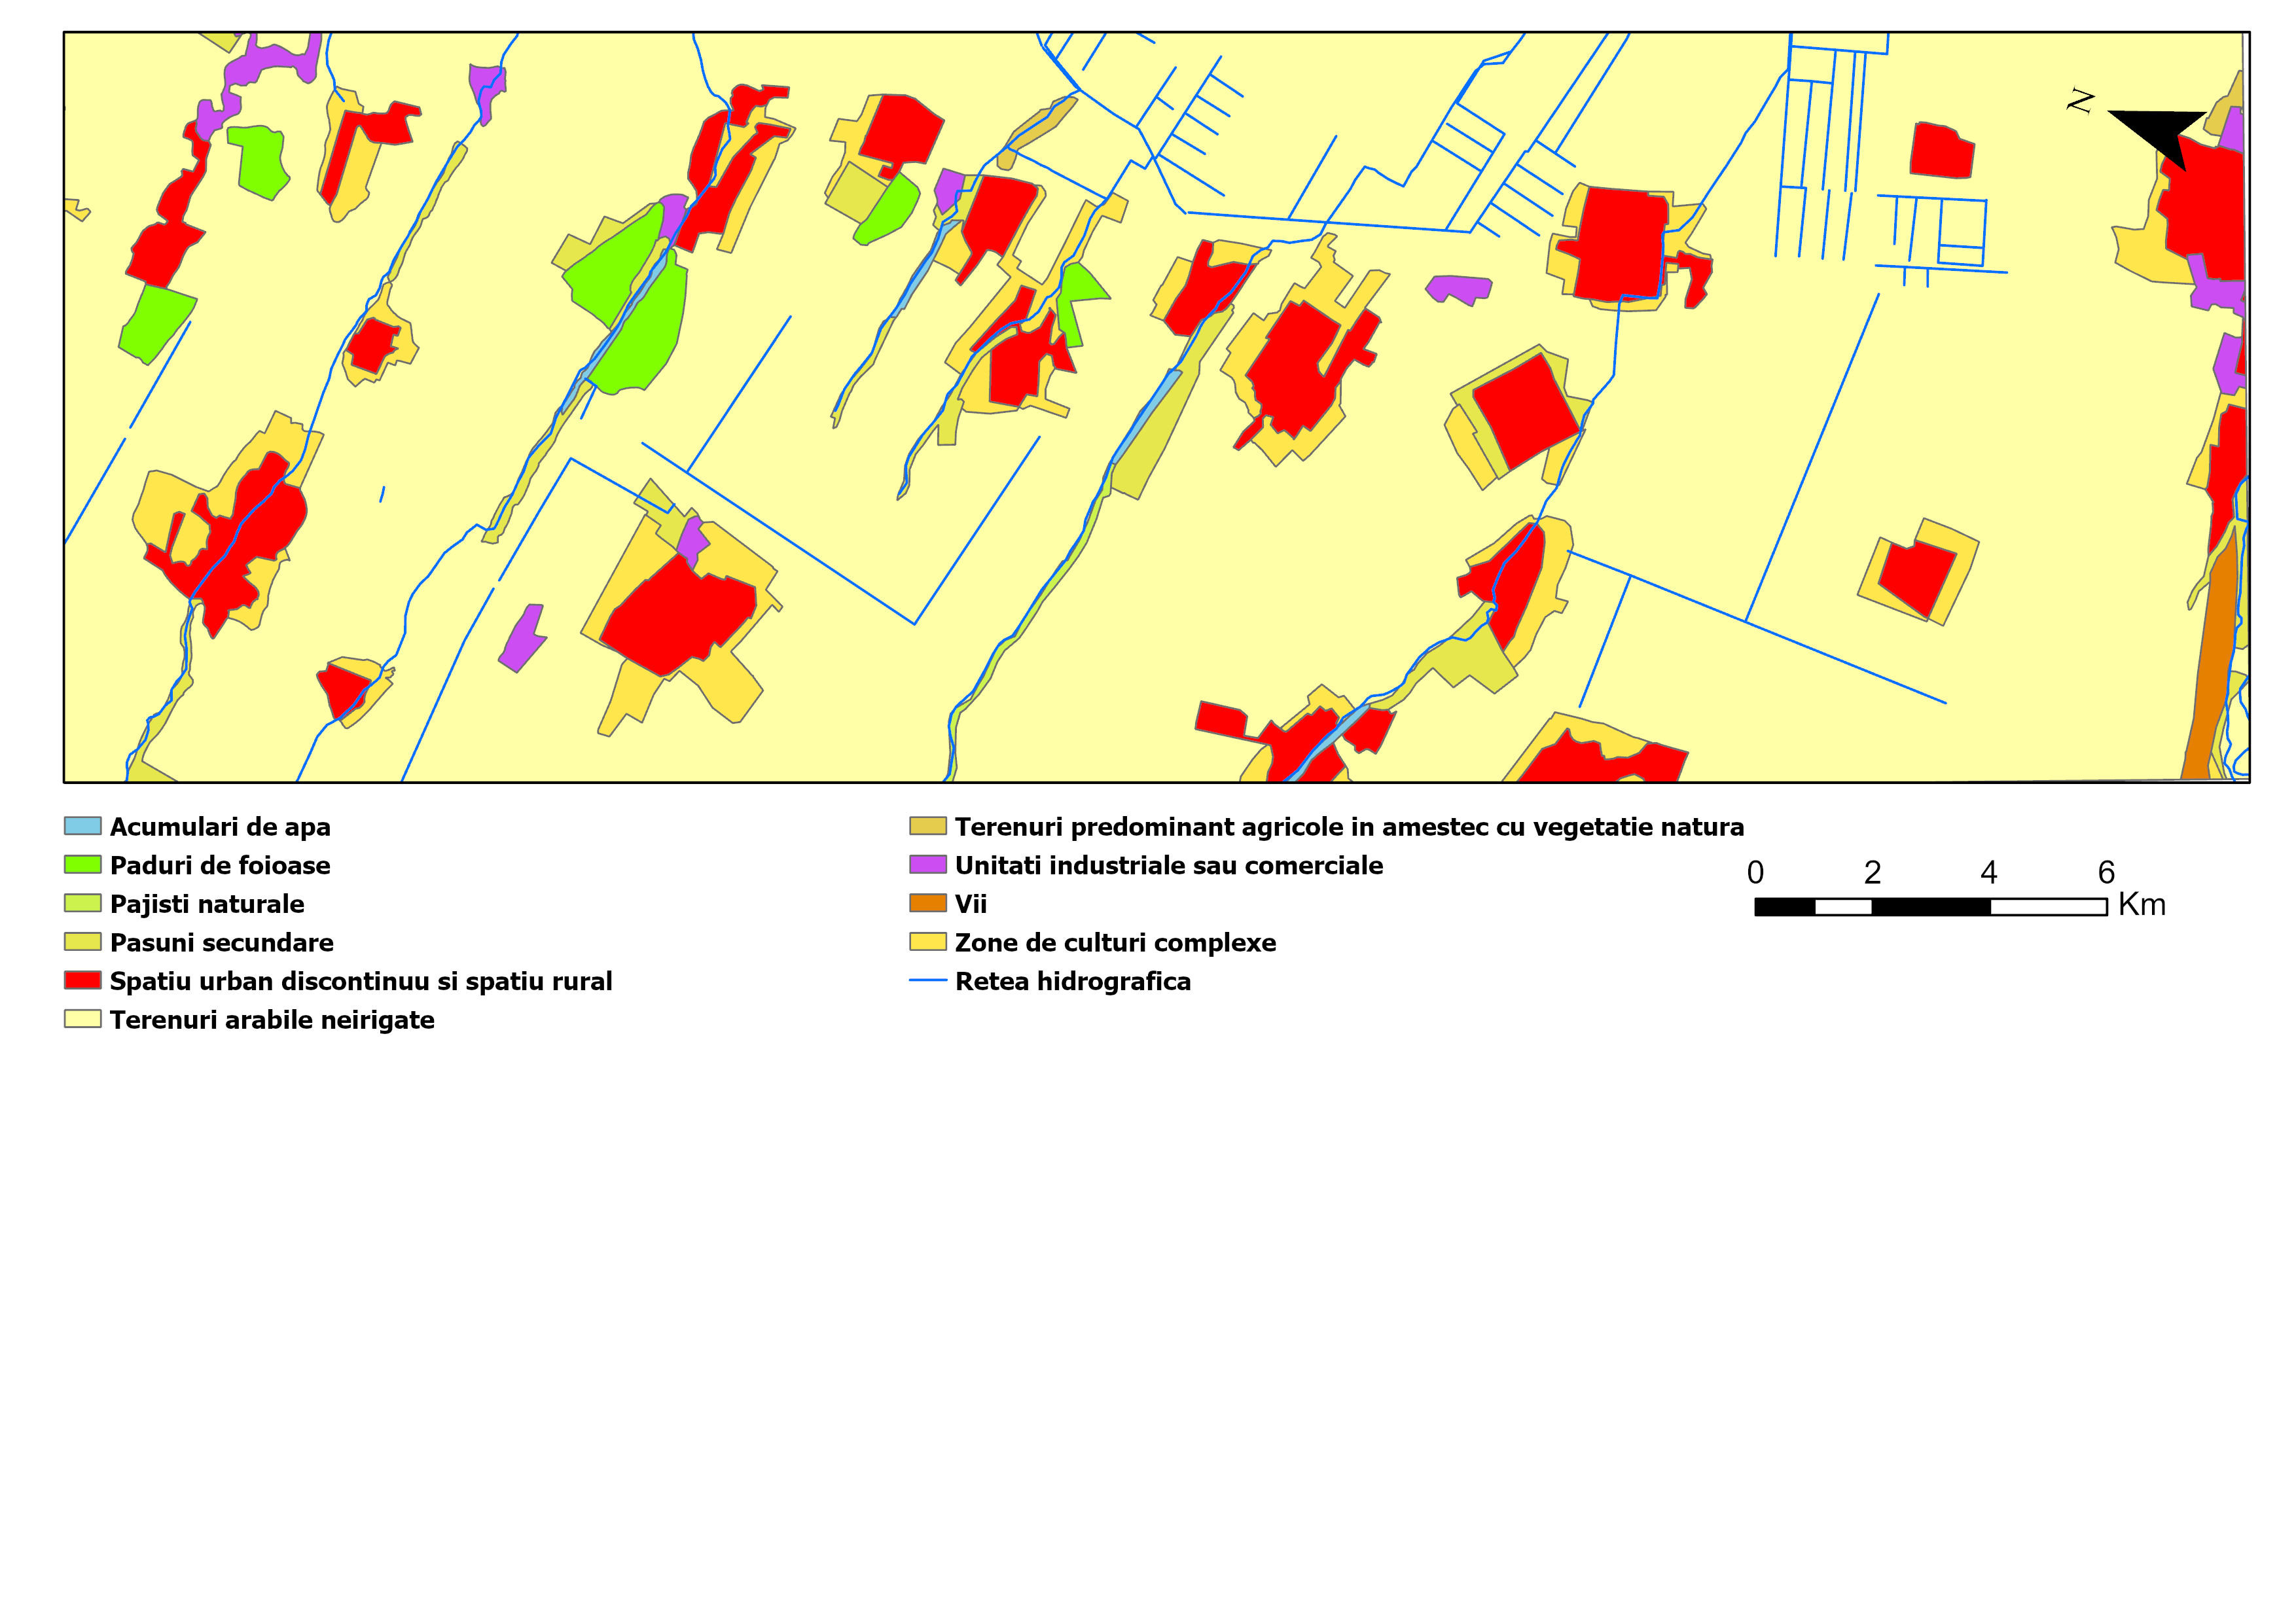 N
Acumulari de apa
Paduri de foioase
Pajisti naturale
Pasuni secundare
Spatiu urban discontinuu si spatiu rural
Terenuri arabile neirigate
Terenuri predominant agricole in amestec cu vegetatie natura
Unitati industriale sau comerciale
Vii
Zone de culturi complexe
Retea hidrografica
0 2 4 6
Km